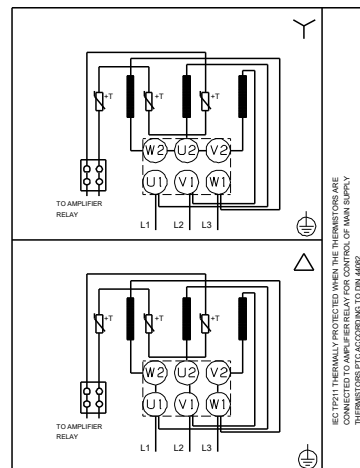 +T
+T
+T
W2 U2 V2
U1 V1 W1
TO AMPLIFIER
RELAY
L1 L2 L3
+T
+T
+T
W2 U2 V2
U1 V1 W1
TO AMPLIFIER
RELAY
L1 L2 L3
IEC TP211 THERMALLY PROTECTED WHEN THE THERMISTORS ARE
CONNECTED TO AMPLIFIER RELAY FOR CONTROL OF MAIN SUPPLY
THERMISTORS PTC ACCORDING TO DIN 44082